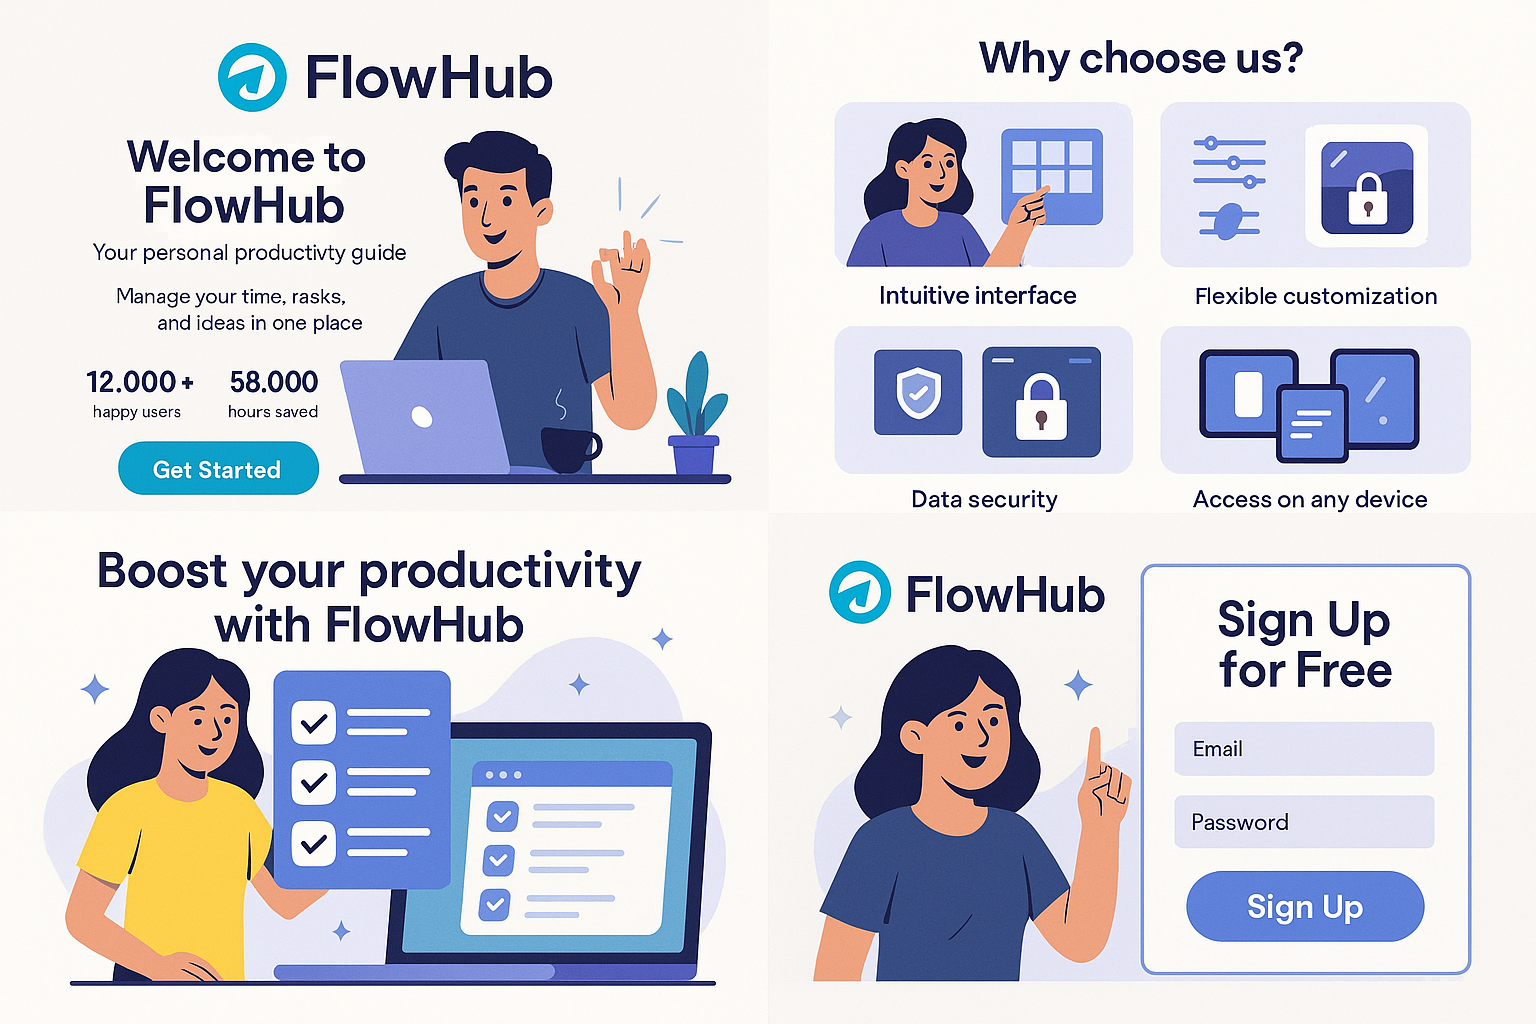 FlowHub
Welcome to
FlowHub
Your personal productivty guide
Manage your time, rasks,
and ideas in one place
12.000+
happy users
58.000
hours saved
Get Started
Why choose us?
Intuitive interface
Flexible customization
Data security
Access on any device
Boost your productivity
with FlowHub
FlowHub
Sign Up
for Free
Email
Password
Sign Up